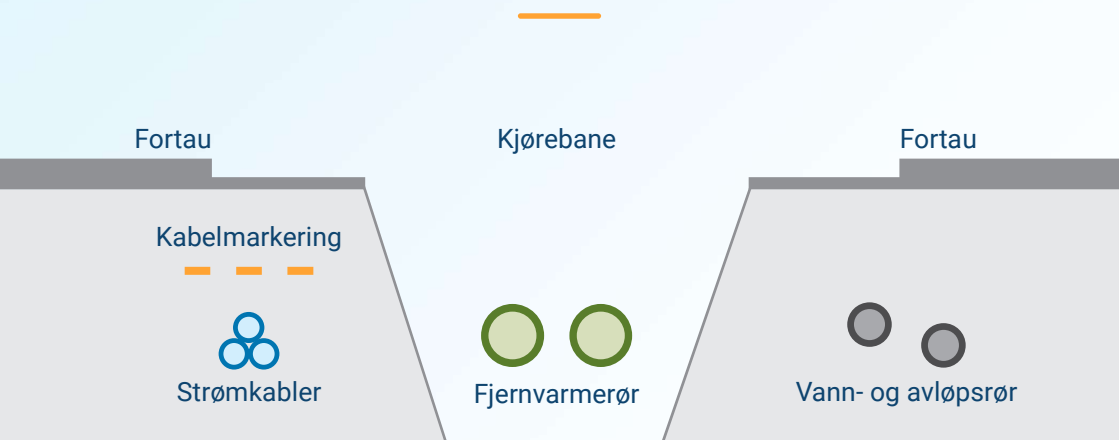 Fortau
Kjørebane
Fortau
Kabelmarkering
Strømkabler
Fjernvarmerør
Vann- og avløpsrør